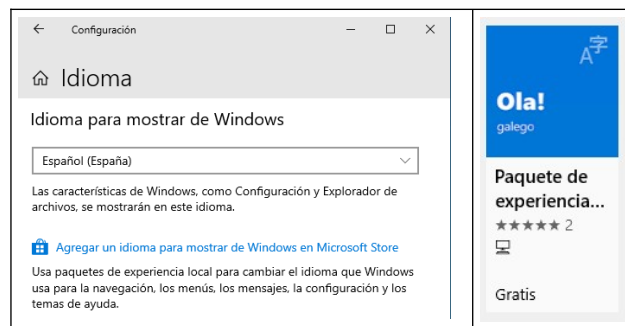 Configuración
Idioma
Idioma para mostrar de Windows
Español (España)
Las características de Windows, como Configuración y Explorador de
archivos, se mostrarán en este idioma.
Agregar un idioma para mostrar de Windows en Microsoft Store
Usa paquetes de experiencia local para cambiar el idioma que Windows
usa para la navegación, los menús, los mensajes, la configuración y los
temas de ayuda.
A字
Ola!
galego
Paquete de
experiencia...
★★★★★ 2
Gratis